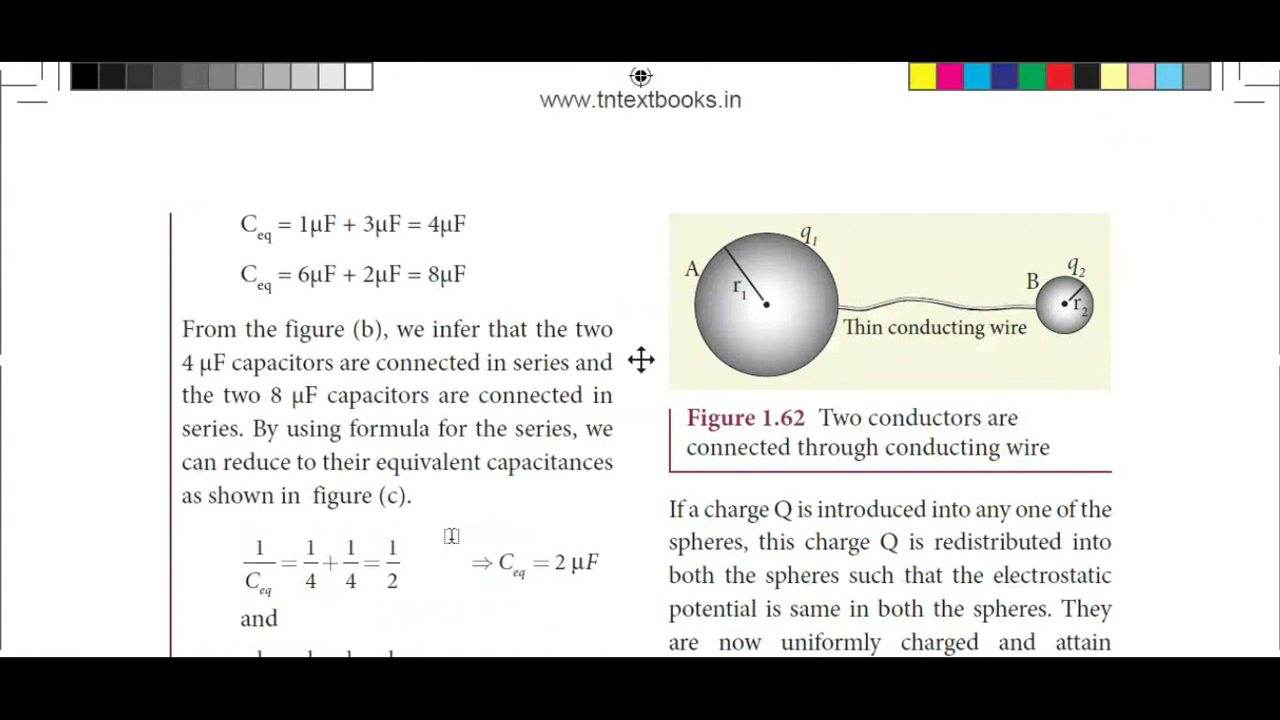 www.tntextbooks.in
C_eq = 1μF + 3μF = 4μF
C_eq = 6μF + 2μF = 8μF
From the figure (b), we infer that the two
4 μF capacitors are connected in series and
the two 8 μF capacitors are connected in
series. By using formula for the series, we
can reduce to their equivalent capacitances
as shown in figure (c).
1/C_eq = 1/4 + 1/4 = 1/2 ⇒ C_eq = 2 μF
and
A r₁ q₁ B q₂ r₂
Thin conducting wire
Figure 1.62 Two conductors are
connected through conducting wire
If a charge Q is introduced into any one of the
spheres, this charge Q is redistributed into
both the spheres such that the electrostatic
potential is same in both the spheres. They
are now uniformly charged and attain